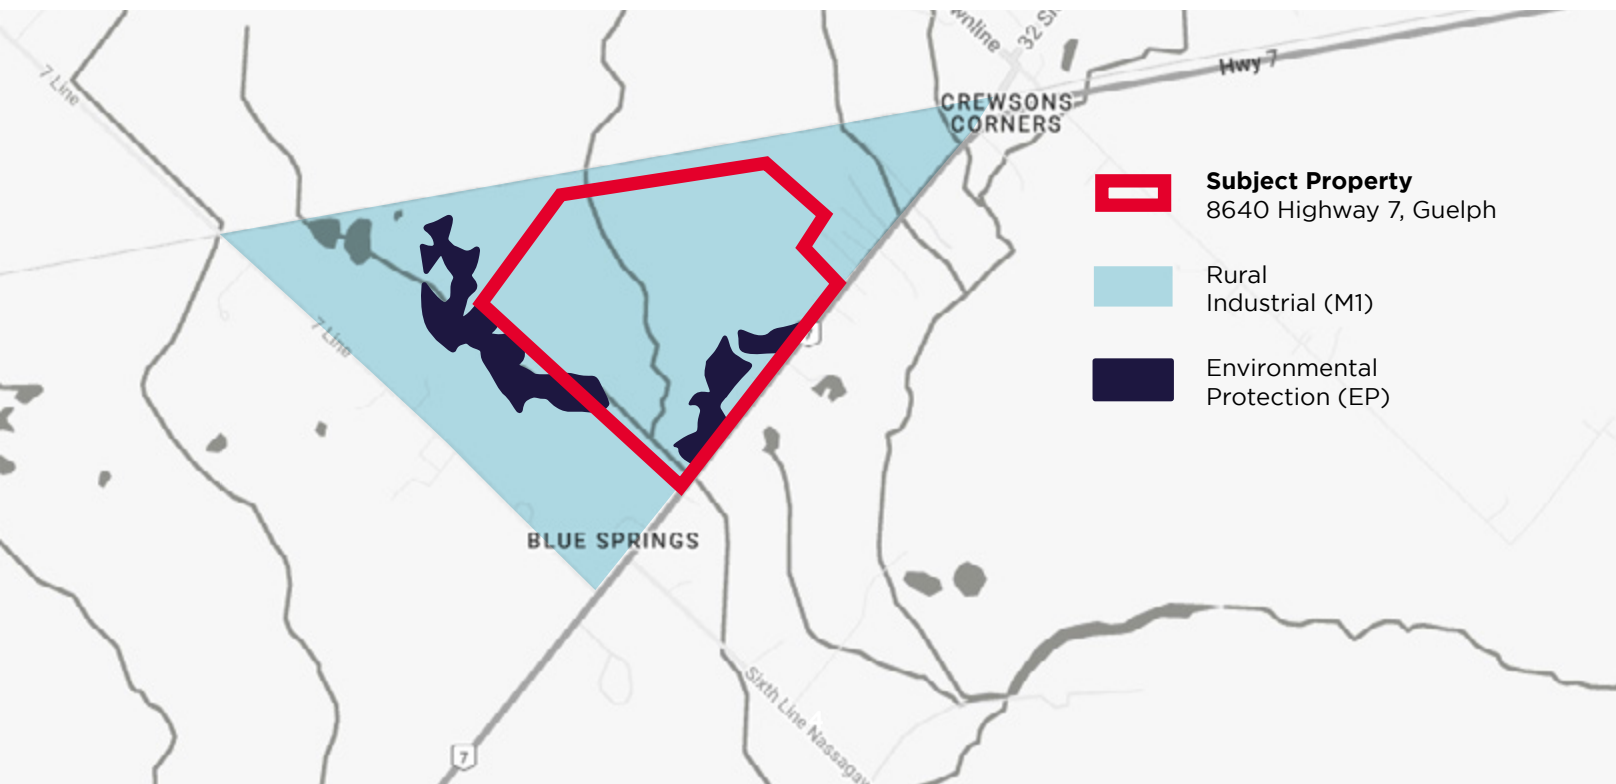 32
7 Line
Hwy 7
CREWSONS
CORNERS
Subject Property
8640 Highway 7, Guelph
Rural
Industrial (M1)
7 Line
Environmental
Protection (EP)
BLUE SPRINGS
Sixth Line
7